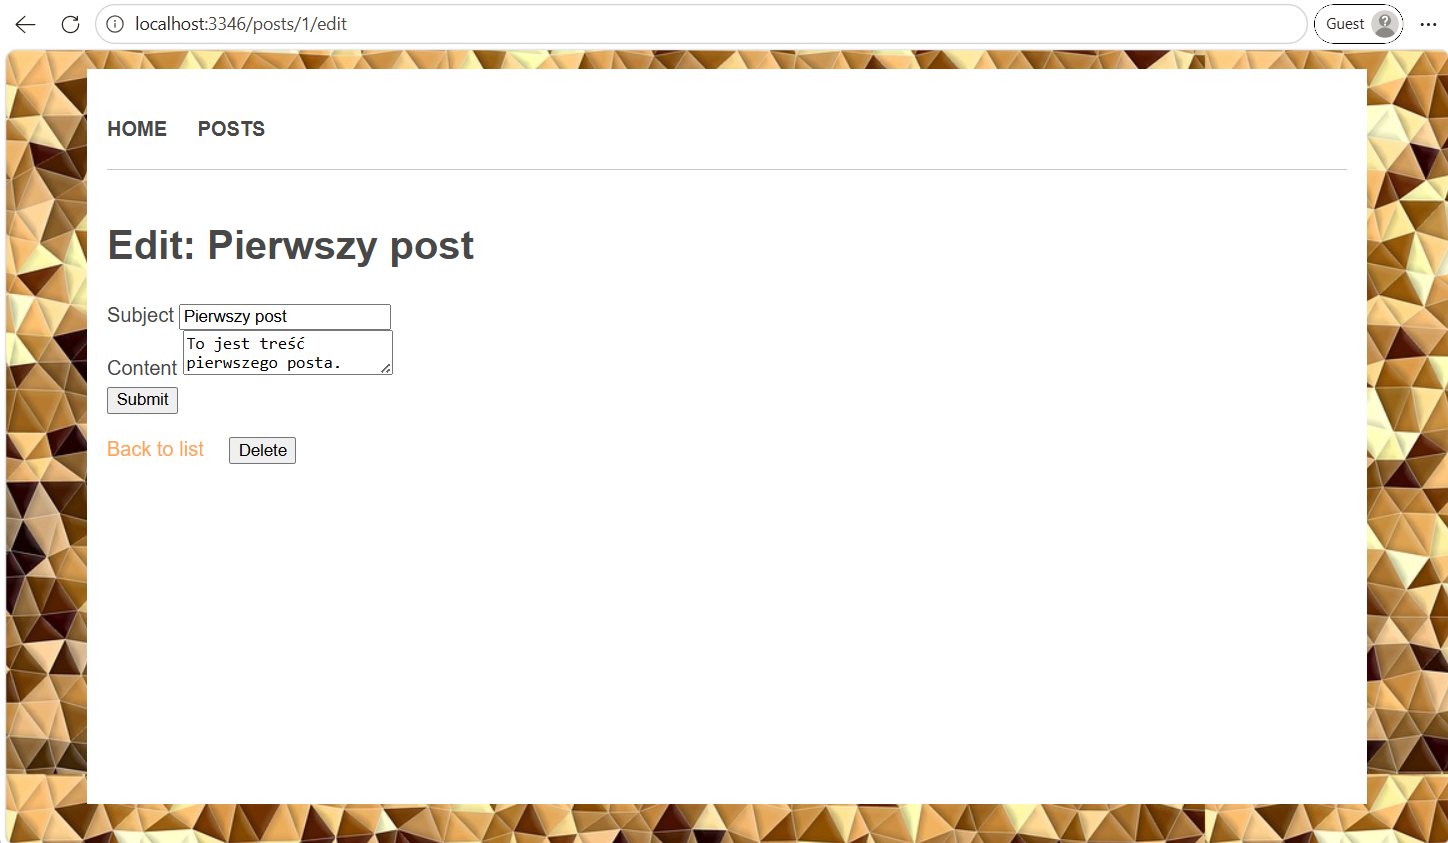 localhost:3346/posts/1/edit
Guest
HOME POSTS
Edit: Pierwszy post
Subject Pierwszy post
To jest treść
Content pierwszego posta.
Submit
Back to list Delete